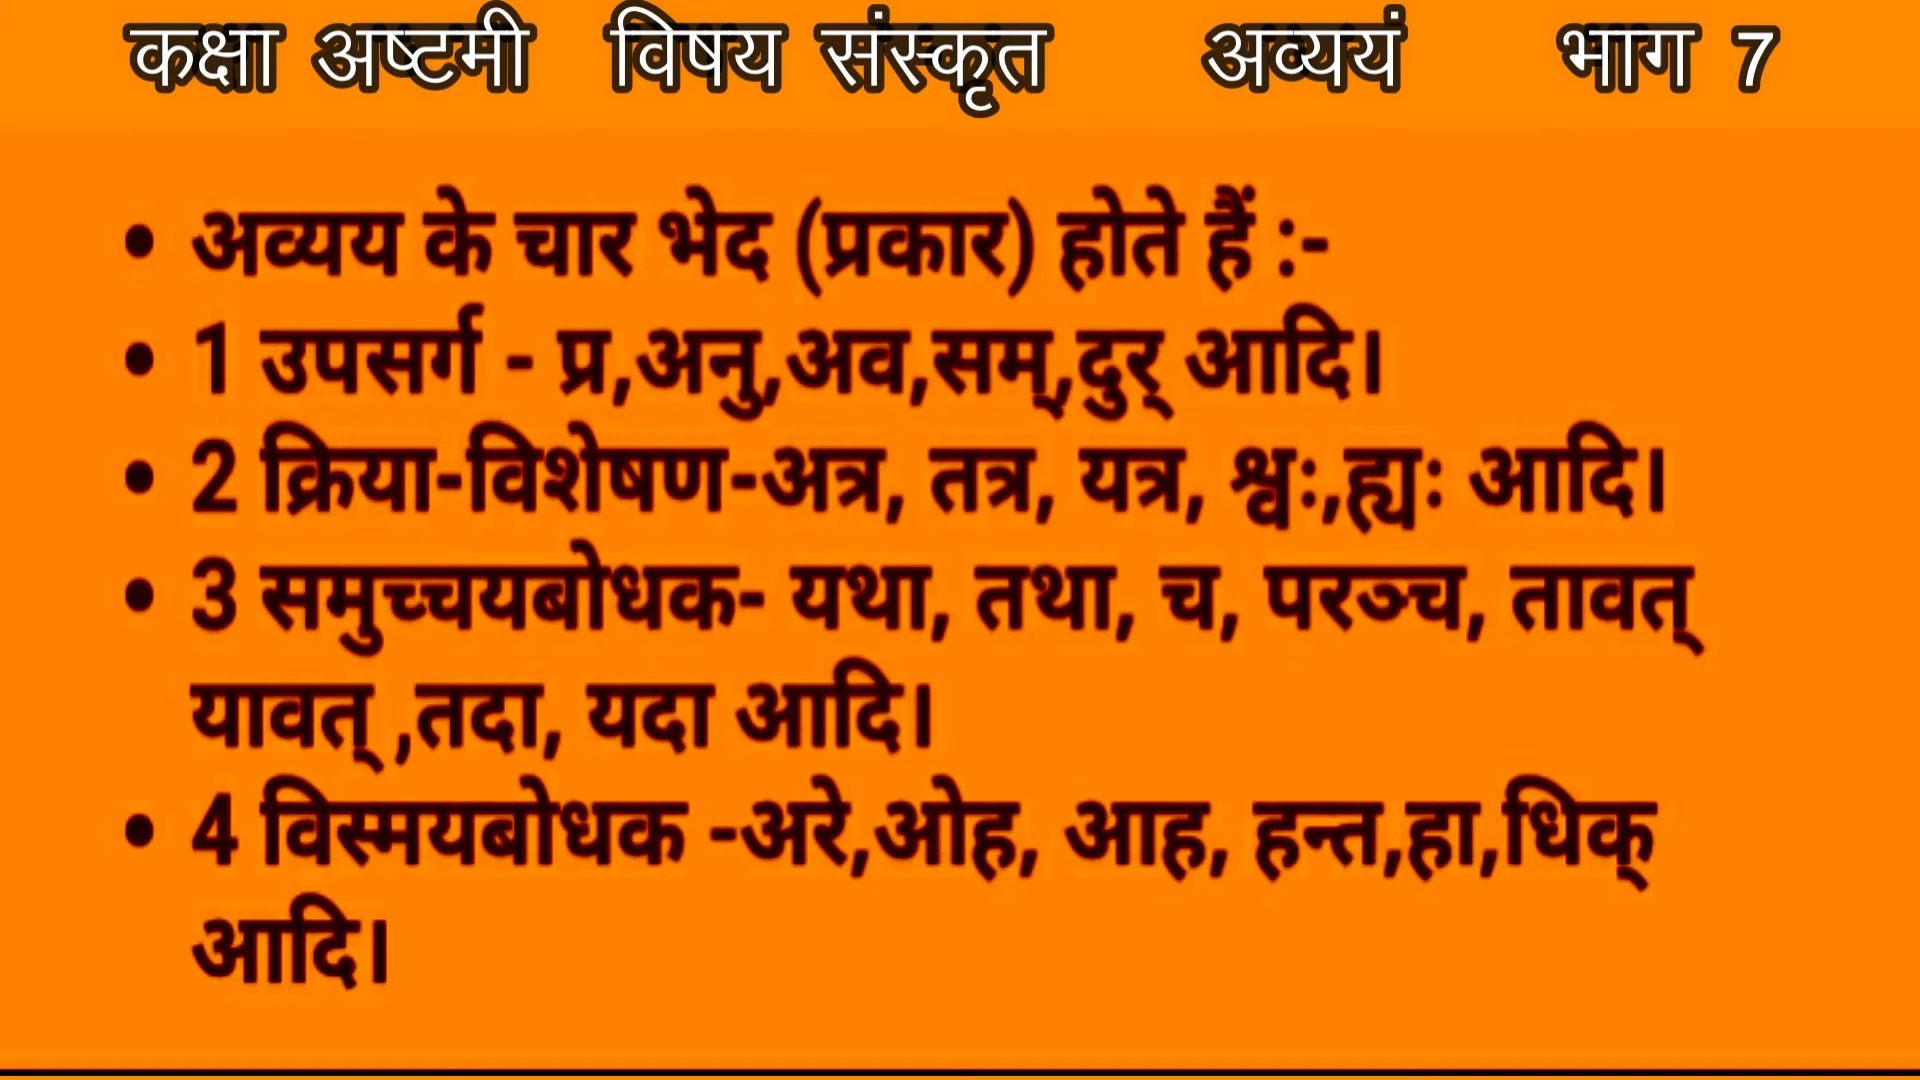 कक्षा अष्टमी विषय संस्कृत अव्ययं भाग 7
• अव्यय के चार भेद (प्रकार) होते हैं :-
• 1 उपसर्ग - प्र,अनु,अव,सम्,दुर् आदि।
• 2 क्रिया-विशेषण-अत्र, तत्र, यत्र, श्वः,ह्यः आदि।
• 3 समुच्चयबोधक- यथा, तथा, च, परञ्च, तावत्
यावत् ,तदा, यदा आदि।
• 4 विस्मयबोधक -अरे,ओह, आह, हन्त,हा,धिक्
आदि।